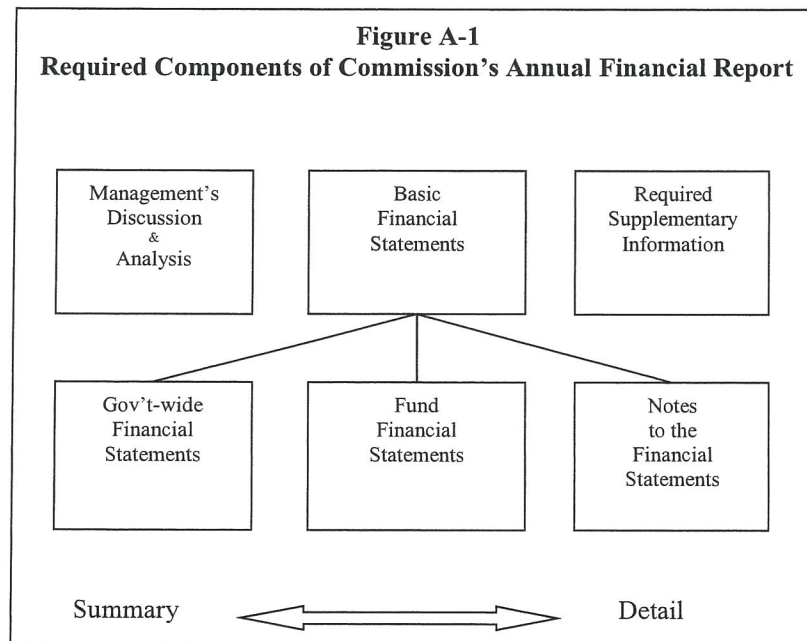 Figure A-1
Required Components of Commission's Annual Financial Report
Management's
Discussion
&
Analysis
Basic
Financial
Statements
Required
Supplementary
Information
Gov't-wide
Financial
Statements
Fund
Financial
Statements
Notes
to the
Financial
Statements
Summary
Detail